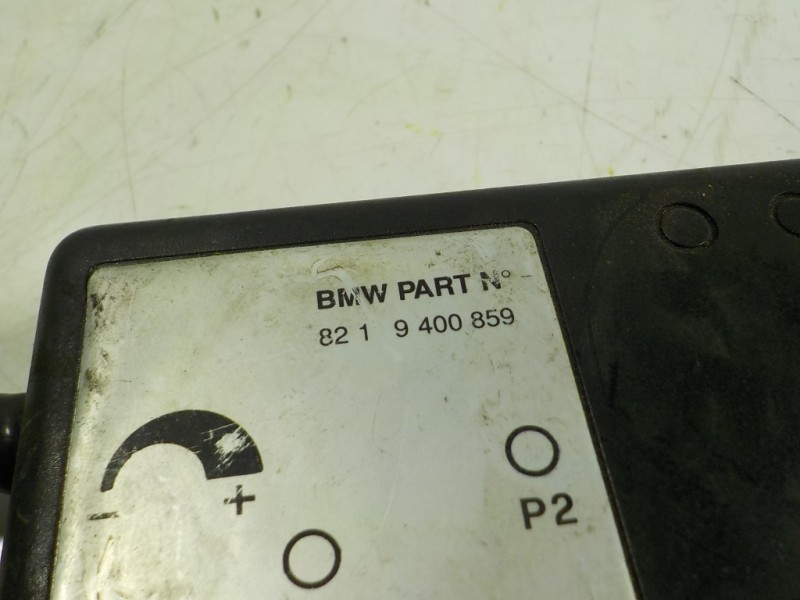 BMW PART N° -
82 1 9 400 859
- +
P2